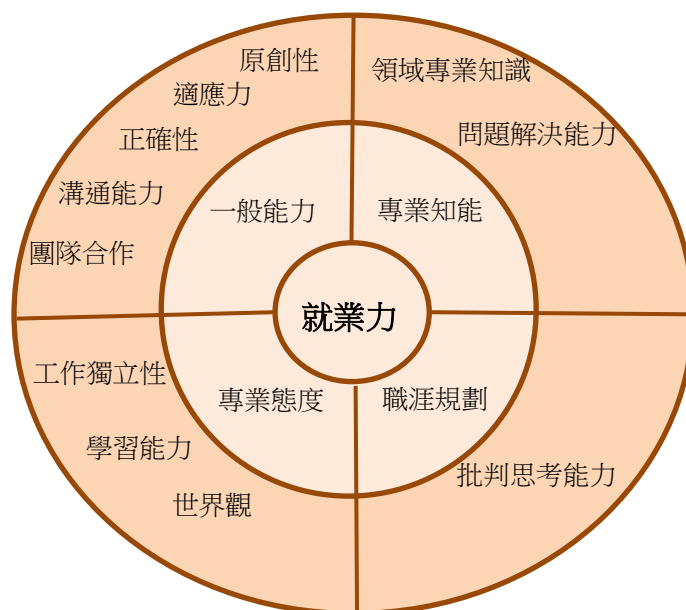 原創性
適應力
正確性
溝通能力
團隊合作
領域專業知識
問題解決能力
一般能力
專業知能
就業力
專業態度
職涯規劃
工作獨立性
學習能力
世界觀
批判思考能力